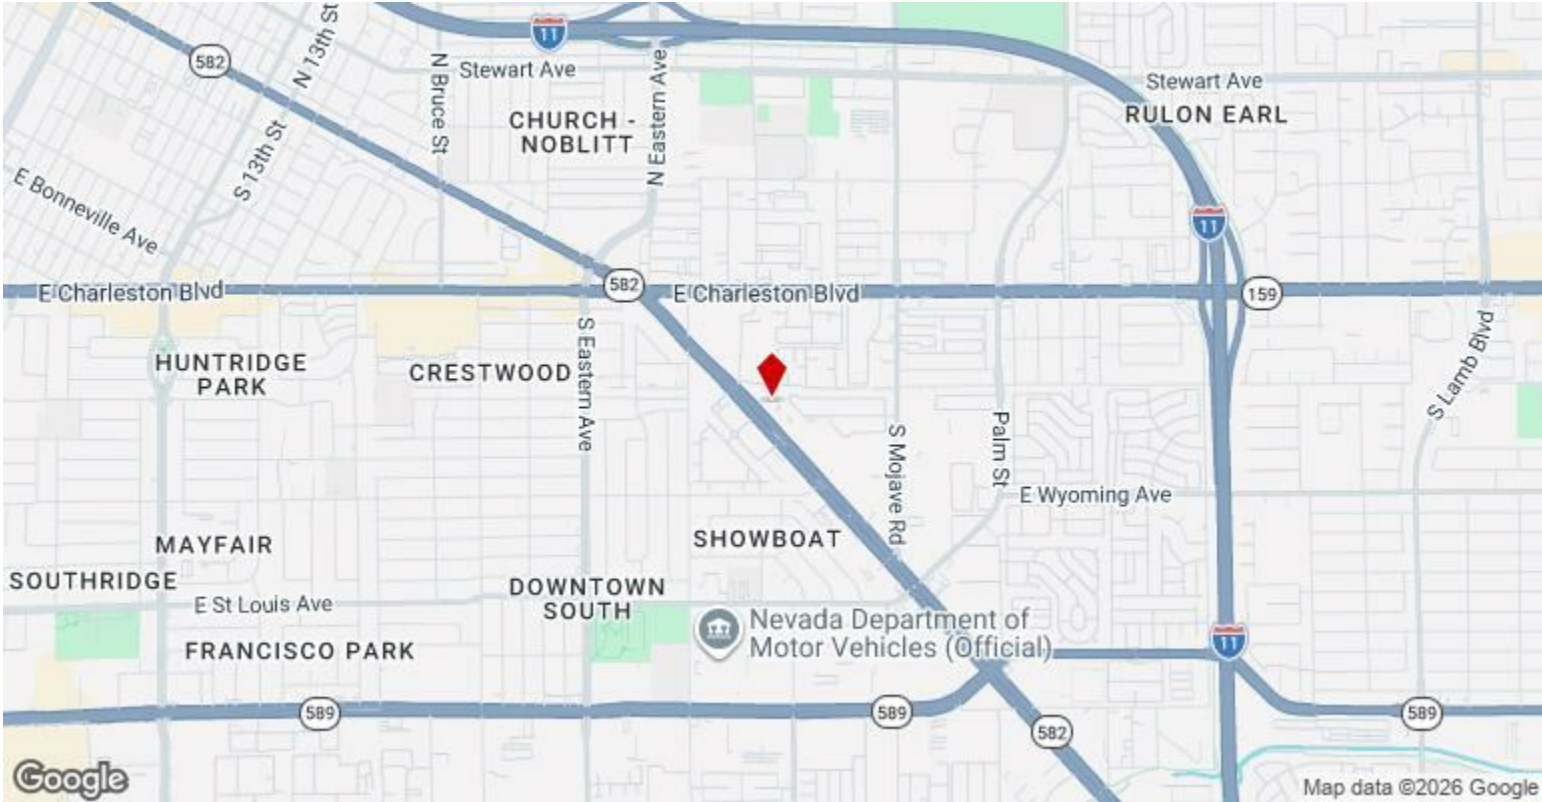 11
582
N 13th St
N Bruce St
Stewart Ave
N Eastern Ave
Stewart Ave
CHURCH -
NOBLITT
RULON EARL
S 13th St
E Bonneville Ave
11
E Charleston Blvd
582
E Charleston Blvd
159
HUNTRIDGE
PARK
CRESTWOOD
S Eastern Ave
S Lamb Blvd
S Mojave Rd
Palm St
E Wyoming Ave
MAYFAIR
SHOWBOAT
SOUTHRIDGE
DOWNTOWN
SOUTH
E St Louis Ave
Nevada Department of
Motor Vehicles (Official)
FRANCISCO PARK
11
589
589
582
589
Google
Map data ©2026 Google